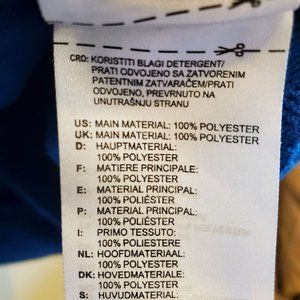 CRO: KORISTITI BLAGI DETERGENT/
PRATI ODVOJENO SA ZATVORENIM
PATENTNIM ZATVARAČEM/PRATI
ODVOJENO, PREVRNUTO NA
UNUTRAŠNJU STRANU
US: MAIN MATERIAL: 100% POLYESTER
UK: MAIN MATERIAL: 100% POLYESTER
D: HAUPTMATERIAL:
100% POLYESTER
F: MATIERE PRINCIPALE:
100% POLYESTER
E: MATERIAL PRINCIPAL:
100% POLIÉSTER
P: MATERIAL PRINCIPAL:
100% POLIÉSTER
I: PRIMO TESSUTO:
100% POLIESTERE
NL: HOOFDMATERIAAL:
100% POLYESTER
DK: HOVEDMATERIALE:
100% POLYESTER
S: HUVUDMATERIAL: